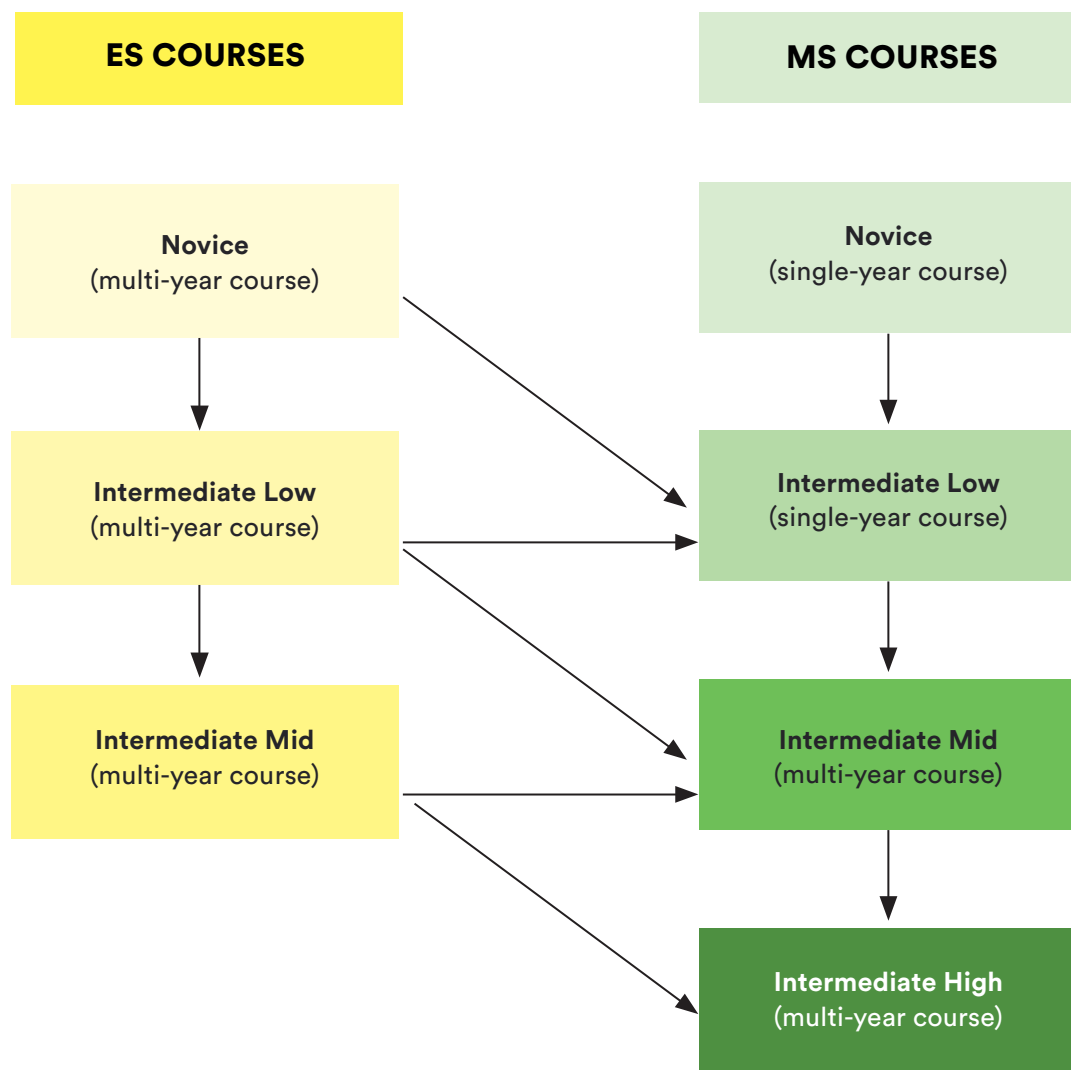 ES COURSES
MS COURSES
Novice
(multi-year course)
Novice
(single-year course)
Intermediate Low
(multi-year course)
Intermediate Low
(single-year course)
Intermediate Mid
(multi-year course)
Intermediate Mid
(multi-year course)
Intermediate High
(multi-year course)